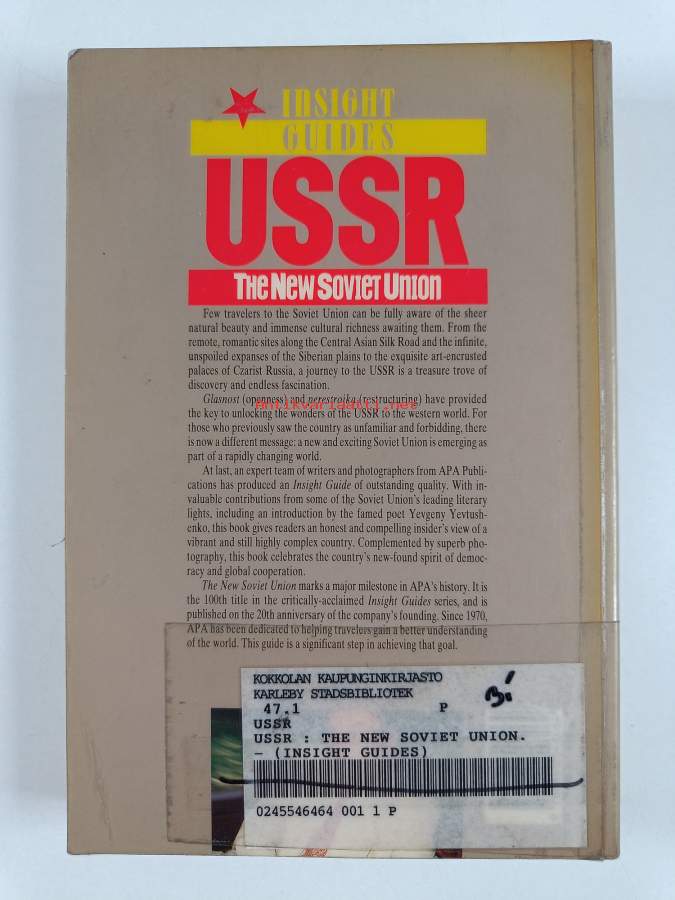 INSIGHT
GUIDES
USSR
THE NEW SOVIET UNION
Few travelers to the Soviet Union can be fully aware of the sheer
natural beauty and immense cultural richness awaiting them. From the
remote, romantic sites along the Central Asian Silk Road and the infinite,
unspoiled expanses of the Siberian plains to the exquisite art-encrusted
palaces of Czarist Russia, a journey to the USSR is a treasure trove of
discovery and endless fascination.
Glasnost (openness) and perestroika (restructuring) have provided
antikvariaatti.net
the key to unlocking the wonders of the USSR to the western world. For
those who previously saw the country as unfamiliar and forbidding, there
is now a different message: a new and exciting Soviet Union is emerging as
part of a rapidly changing world.
At last, an expert team of writers and photographers from APA Publi-
cations has produced an Insight Guide of outstanding quality. With in-
valuable contributions from some of the Soviet Union's leading literary
lights, including an introduction by the famed poet Yevgeny Yevtush-
enko, this book gives readers an honest and compelling insider's view of a
vibrant and still highly complex country. Complemented by superb pho-
tography, this book celebrates the country's new-found spirit of democ-
racy and global cooperation.
The New Soviet Union marks a major milestone in APA's history. It is
the 100th title in the critically-acclaimed Insight Guides series, and is
published on the 20th anniversary of the company's founding. Since 1970,
APA has been dedicated to helping travelers gain a better understanding
of the world. This guide is a significant step in achieving that goal.
KOKKOLAN KAUPUNGINKIRJASTO
KARLEBY STADSBIBLIOTEK
47.1 P
USSR
USSR : THE NEW SOVIET UNION.
- (INSIGHT GUIDES)
0245546464 001 1 P